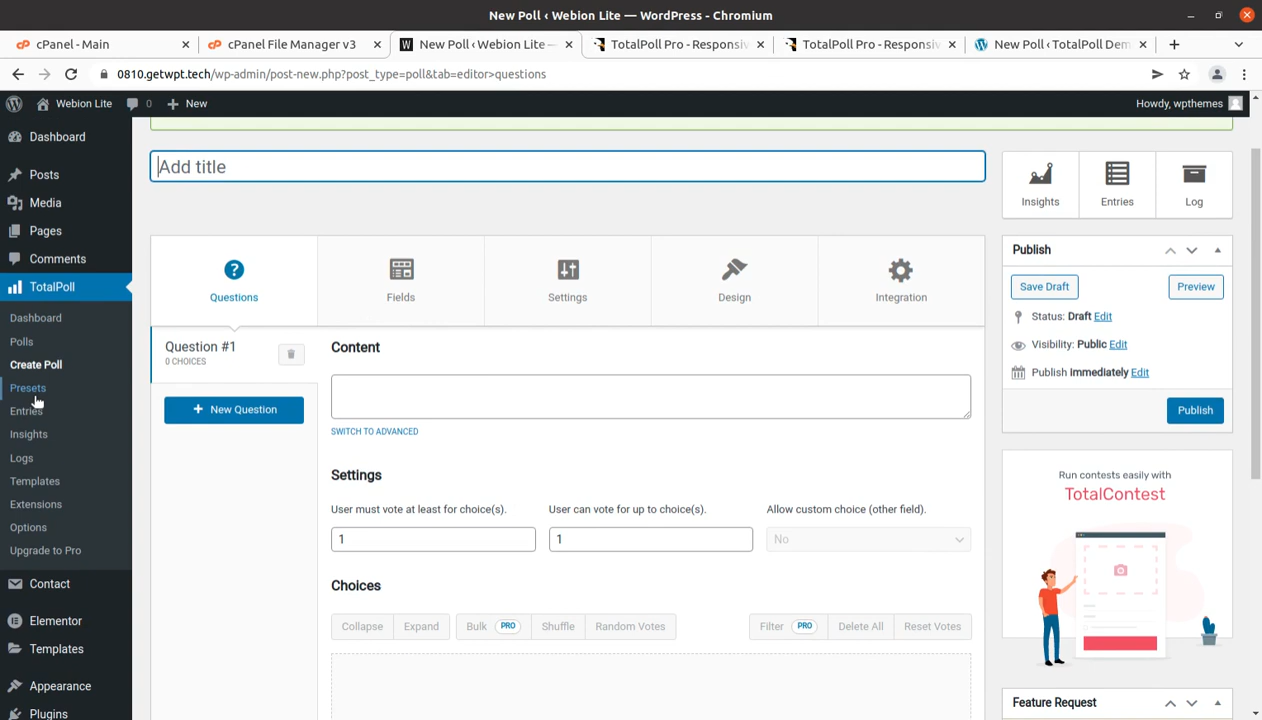 New Poll ‹ Webion Lite — WordPress - Chromium
cPanel - Main
cPanel File Manager v3
New Poll ‹ Webion Lite —
TotalPoll Pro - Responsiv
TotalPoll Pro - Responsiv
New Poll ‹ TotalPoll Dem
0810.getwpt.tech/wp-admin/post-new.php?post_type=poll&tab=editor>questions
Webion Lite
0
New
Howdy, wpthemes
Dashboard
Posts
Media
Pages
Comments
TotalPoll
Dashboard
Polls
Create Poll
Presets
Entries
Insights
Logs
Templates
Extensions
Options
Upgrade to Pro
Contact
Elementor
Templates
Appearance
Plugins
Add title
Questions
Fields
Settings
Design
Integration
Question #1
0 CHOICES
New Question
Content
SWITCH TO ADVANCED
Settings
User must vote at least for choice(s).
User can vote for up to choice(s).
Allow custom choice (other field).
1
1
No
Choices
Collapse
Expand
Bulk PRO
Shuffle
Random Votes
Filter PRO
Delete All
Reset Votes
Insights
Entries
Log
Publish
Save Draft
Preview
Status: Draft Edit
Visibility: Public Edit
Publish Immediately Edit
Publish
Run contests easily with
TotalContest
Feature Request